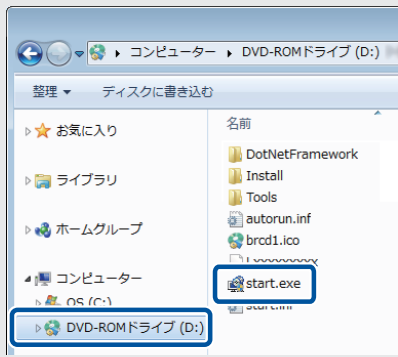 コンピューター ▸ DVD-ROMドライブ (D:)
整理 ▼ ディスクに書き込む
お気に入り
ライブラリ
ホームグループ
コンピューター
OS (C:)
DVD-ROMドライブ (D:)
名前
DotNetFramework
Install
Tools
autorun.inf
brcd1.ico
start.exe
start.ini